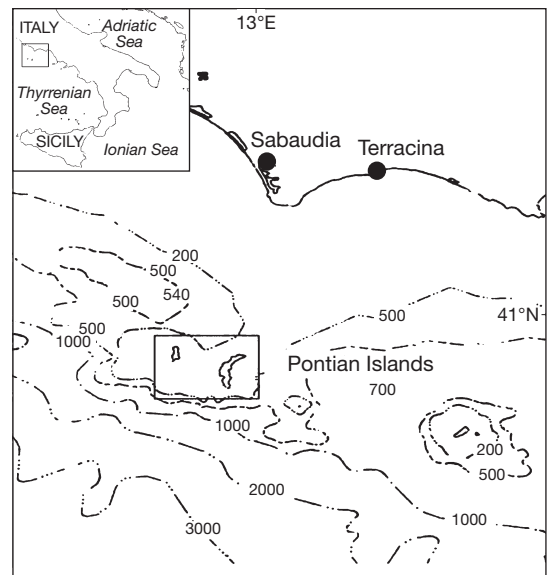 13°E
ITALY
Adriatic
Sea
Thyrrenian
Sea
SICILY
Ionian Sea
Sabaudia
Terracina
200
500
540
500
500
41°N
500
1000
Pontian Islands
700
1000
200
500
2000
1000
3000